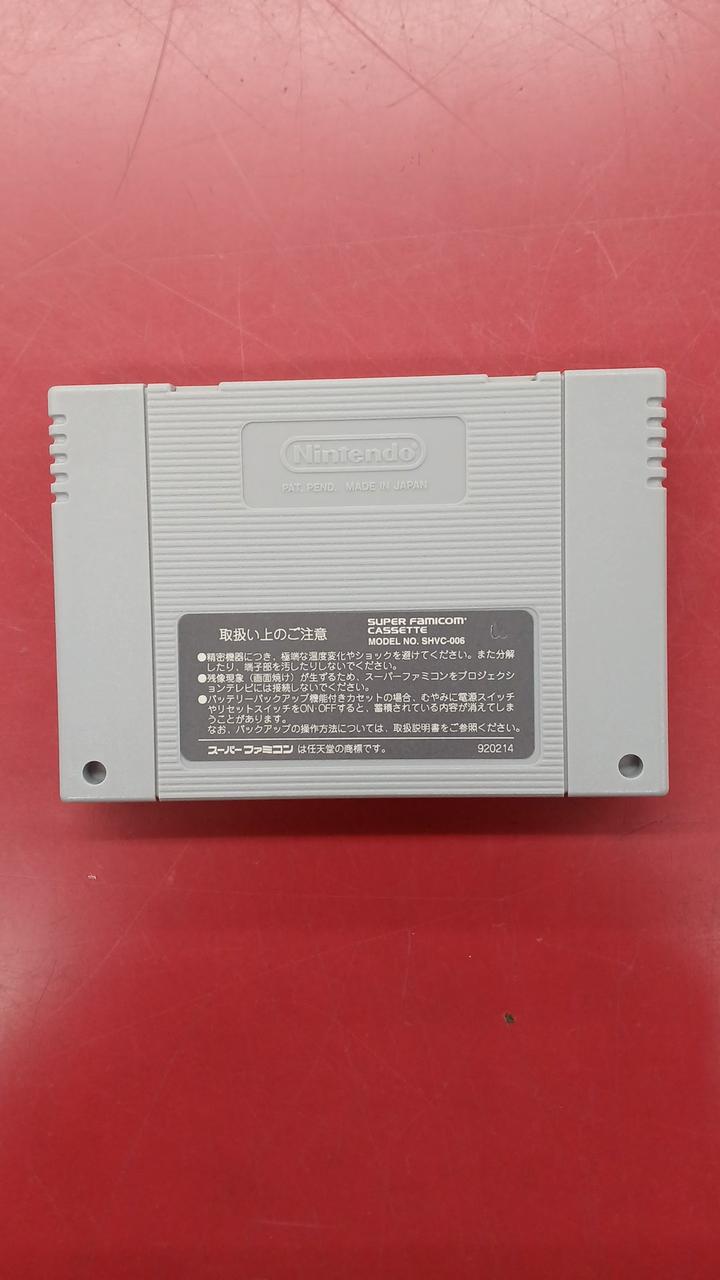 Nintendo
PAT. PEND. MADE IN JAPAN
取扱い上のご注意
SUPER FAMICOM
CASSETTE
MODEL NO. SHVC-006
●精密機器につき、極端な温度変化やショックを避けてください。また分解
したり、端子部を汚したりしないでください。
●残像現象（画面焼け）が生ずるため、スーパーファミコンをプロジェクシ
ョンテレビには接続しないでください。
●バッテリーバックアップ機能付きカセットの場合、むやみに電源スイッチ
やリセットスイッチをON・OFFすると、蓄積されている内容が消えてしま
うことがあります。
なお、バックアップの操作方法については、取扱説明書をご参照ください。
スーパーファミコン は任天堂の商標です。 920214